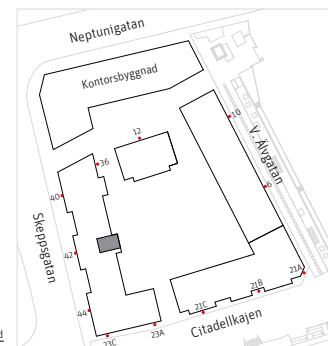 Neptunigatan
Kontorsbyggnad
12
10
36
V. Älvgatan
6
40
Skeppsgatan
42
21A
21B
21C
44
Citadellkajen
23A
23C